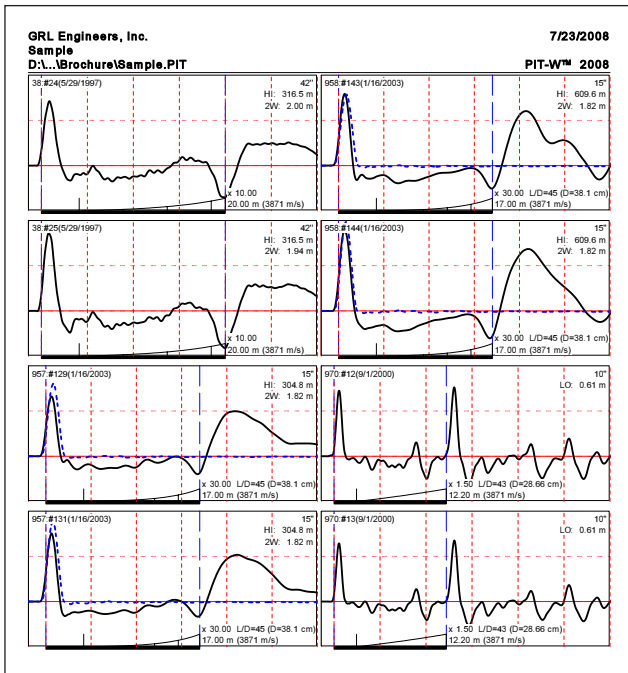 GRL Engineers, Inc. 7/23/2008
Sample
D:\...\Brochure\Sample.PIT PIT-W™ 2008
38:#24(5/29/1997) 42"
HI: 316.5 m
2W: 2.00 m
x 10.00
20.00 m (3871 m/s)
958:#143(1/16/2003) 15"
HI: 609.6 m
2W: 1.82 m
x 30.00 L/D=45 (D=38.1 cm)
17.00 m (3871 m/s)
38:#25(5/29/1997) 42"
HI: 316.5 m
2W: 1.94 m
x 10.00
20.00 m (3871 m/s)
958:#144(1/16/2003) 15"
HI: 609.6 m
2W: 1.82 m
x 30.00 L/D=45 (D=38.1 cm)
17.00 m (3871 m/s)
957:#129(1/16/2003) 15"
HI: 304.8 m
2W: 1.82 m
x 30.00 L/D=45 (D=38.1 cm)
17.00 m (3871 m/s)
970:#12(9/1/2000) 10"
LO: 0.61 m
x 1.50 L/D=43 (D=28.66 cm)
12.20 m (3871 m/s)
957:#131(1/16/2003) 15"
HI: 304.8 m
2W: 1.82 m
x 30.00 L/D=45 (D=38.1 cm)
17.00 m (3871 m/s)
970:#13(9/1/2000) 10"
LO: 0.61 m
x 1.50 L/D=43 (D=28.66 cm)
12.20 m (3871 m/s)